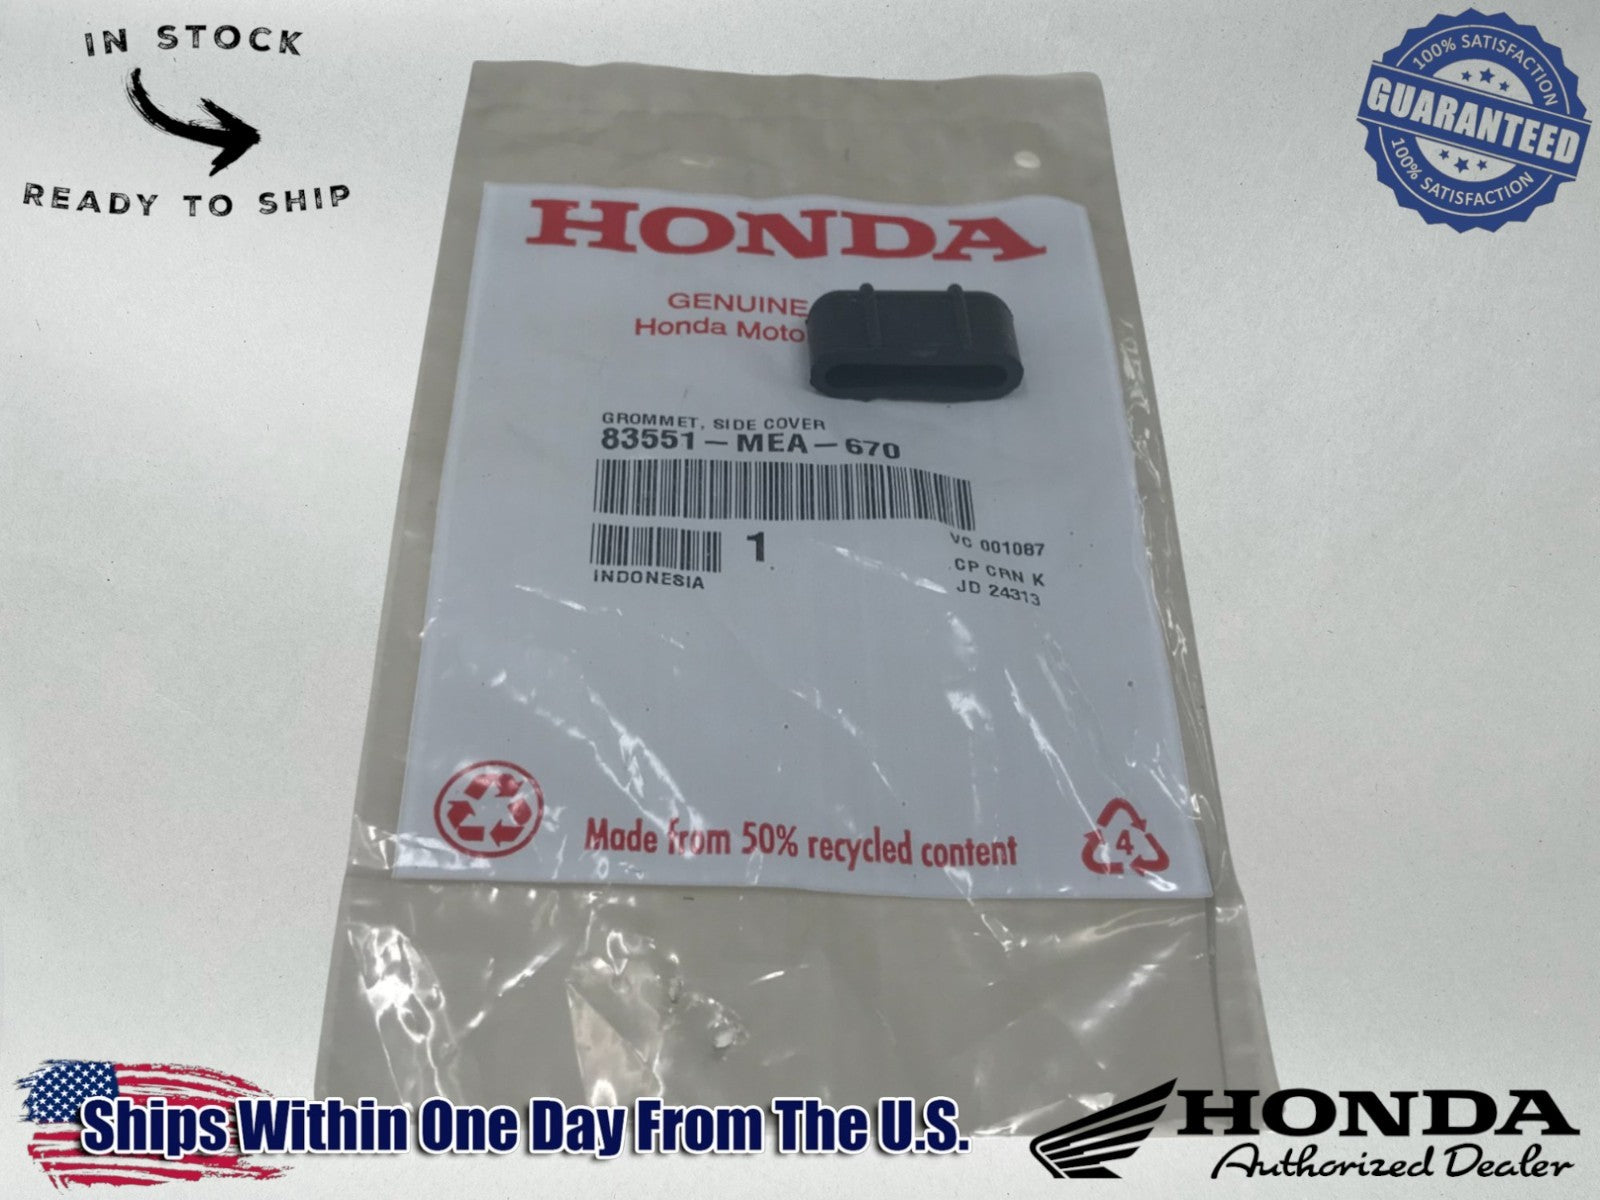 IN STOCK
READY TO SHIP
100% SATISFACTION
GUARANTEED
100% SATISFACTION
HONDA
GENUINE
Honda Moto
GROMMET, SIDE COVER
83551-MEA-670
1
INDONESIA
VC 001087
CP CRN K
JD 24313
Made from 50% recycled content
4
Ships Within One Day From The U.S.
HONDA
Authorized Dealer